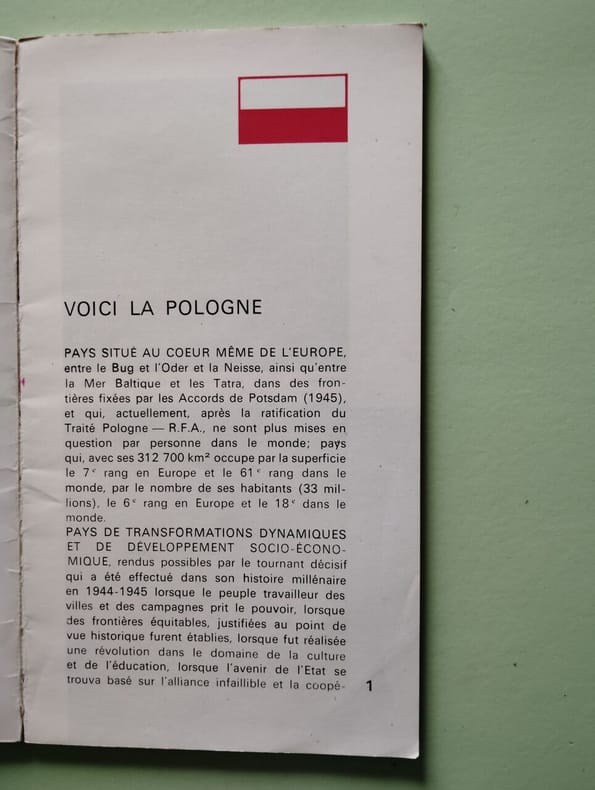 VOICI LA POLOGNE
PAYS SITUÉ AU COEUR MÊME DE L'EUROPE,
entre le Bug et l'Oder et la Neisse, ainsi qu'entre
la Mer Baltique et les Tatra, dans des fron-
tières fixées par les Accords de Potsdam (1945),
et qui, actuellement, après la ratification du
Traité Pologne — R.F.A., ne sont plus mises en
question par personne dans le monde; pays
qui, avec ses 312 700 km² occupe par la superficie
le 7e rang en Europe et le 61e rang dans le
monde, par le nombre de ses habitants (33 mil-
lions), le 6e rang en Europe et le 18e dans le
monde.
PAYS DE TRANSFORMATIONS DYNAMIQUES
ET DE DÉVELOPPEMENT SOCIO-ÉCONO-
MIQUE, rendus possibles par le tournant décisif
qui a été effectué dans son histoire millénaire
en 1944-1945 lorsque le peuple travailleur des
villes et des campagnes prit le pouvoir, lorsque
des frontières équitables, justifiées au point de
vue historique furent établies, lorsque fut réalisée
une révolution dans le domaine de la culture
et de l'éducation, lorsque l'avenir de l'Etat se
trouva basé sur l'alliance infaillible et la coopé-
1